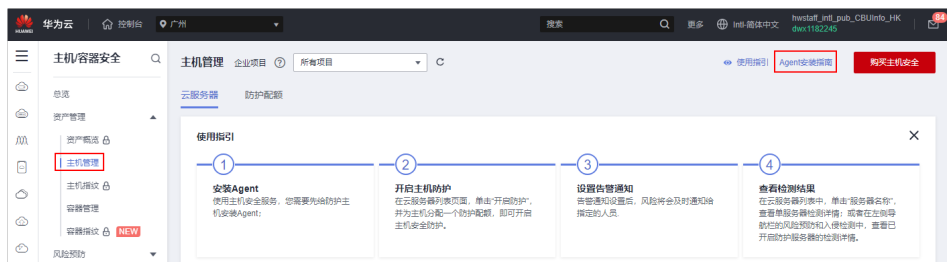 HUAWEI
华为云
控制台
广州
搜索
更多
Intl-简体中文
hwstaff_intl_pub_CBUInfo_HK
dwx1182245
84
主机/容器安全
总览
资产管理
资产概览
主机管理
主机指纹
容器管理
容器指纹 NEW
风险预防
主机管理 企业项目 所有项目
使用指引 Agent安装指南 购买主机安全
云服务器 防护配额
使用指引
1
安装Agent
使用主机安全服务，您需要先给防护主
机安装Agent；
2
开启主机防护
在云服务器列表页面，单击"开启防护"，
并为主机分配一个防护配额，即可开启
主机安全防护。
3
设置告警通知
告警通知设置后，风险将会及时通知给
指定的人员
4
查看检测结果
在云服务器列表中，单击"服务器名称"，
查看单服务器检测详情；或者在左侧导
航栏的风险预防和入侵检测中，查看已
开启防护服务器的检测详情。